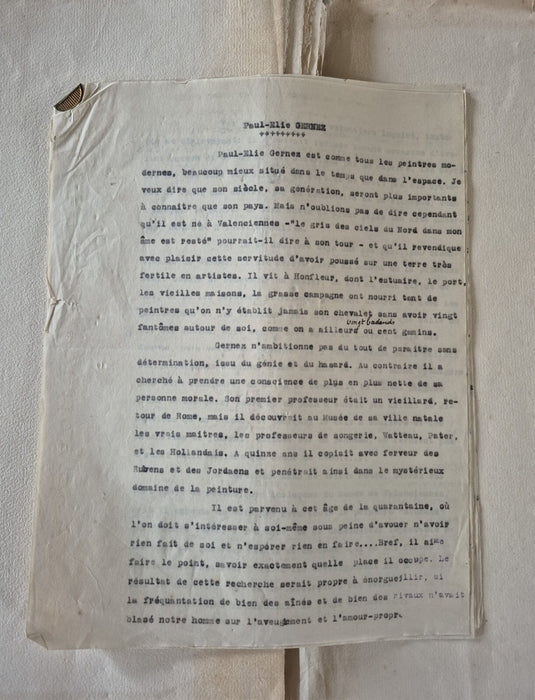 Paul-Elie GERNEZ
+++++++++
Paul-Elie Gernez est comme tous les peintres mo-
dernes, beaucoup mieux situé dans le temps que dans l'espace. Je
veux dire que son siècle, sa génération, seront plus importants
à connaitre que son pays. Mais n'oublions pas de dire cependant
qu'il est né à Valenciennes -"le gris des ciels du Nord dans mon
âme est resté" pourrait-il dire à son tour - et qu'il revendique
avec plaisir cette servitude d'avoir poussé sur une terre très
fertile en artistes. Il vit à Honfleur, dont l'estuaire, le port,
les vieilles maisons, la grasse campagne ont nourri tant de
peintres qu'on n'y établit jamais son chevalet sans avoir vingt
fantômes autour de soi, comme on a ailleurs vingt badauds ou cent gamins.
Gernez n'ambitionne pas du tout de paraitre sans
détermination, issu du génie et du hasard. Au contraire il a
cherché à prendre une conscience de plus en plus nette de sa
personne morale. Son premier professeur était un vieillard, re-
tour de Rome, mais il découvrait au Musée de sa ville natale
les vrais maitres, les professeurs de songerie, Watteau, Pater,
et les Hollandais. A quinze ans il copiait avec ferveur des
Rubens et des Jordaens et pénétrait ainsi dans le mystérieux
domaine de la peinture.
Il est parvenu à cet âge de la quarantaine, où
l'on doit s'intéresser à soi-même sous peine d'avouer n'avoir
rien fait de soi et n'espérer rien en faire....Bref, il aime
faire le point, savoir exactement quelle place il occupe. Le
résultat de cette recherche serait propre à énorgueillir, si
la fréquantation de bien des aînés et de bien des rivaux n'avait
blasé notre homme sur l'aveuglement et l'amour-propre